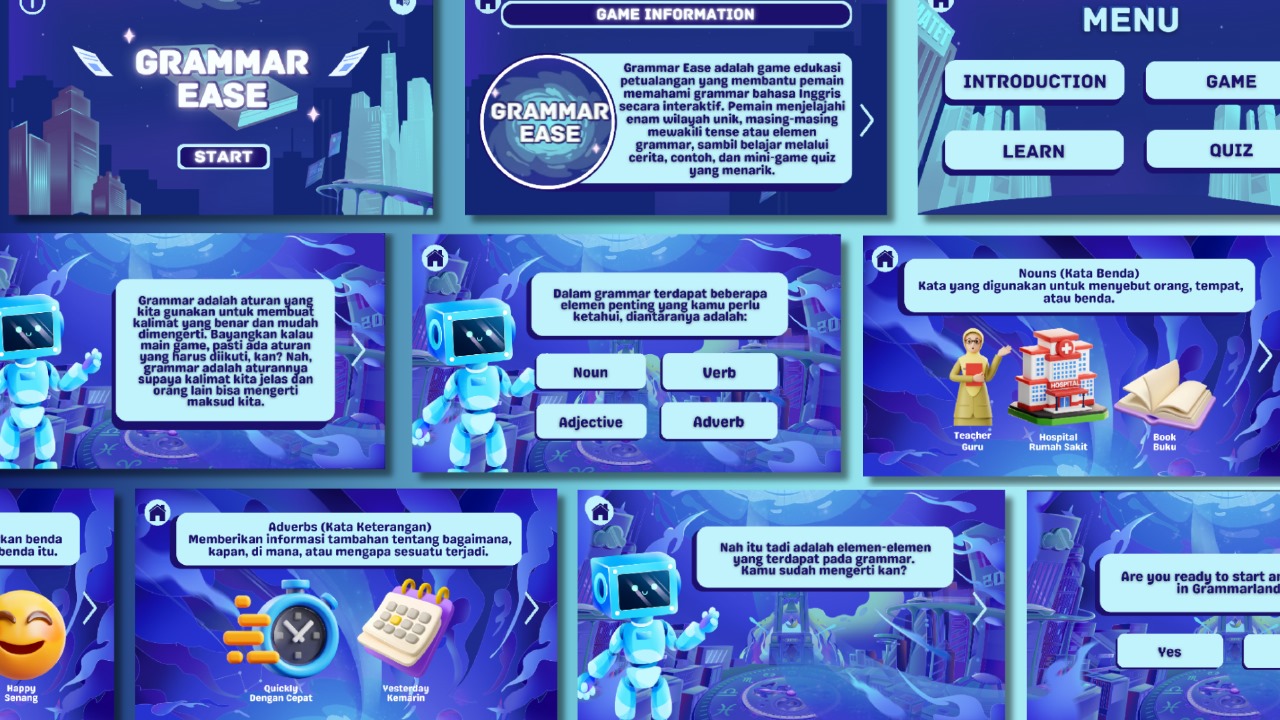 GRAMMAR
EASE
START
GAME INFORMATION
GRAMMAR
EASE
Grammar Ease adalah game edukasi
petualangan yang membantu pemain
memahami grammar bahasa Inggris
secara interaktif. Pemain menjelajahi
enam wilayah unik, masing-masing
mewakili tense atau elemen
grammar, sambil belajar melalui
cerita, contoh, dan mini-game quiz
yang menarik.
MENU
INTRODUCTION
GAME
LEARN
QUIZ
Grammar adalah aturan yang
kita gunakan untuk membuat
kalimat yang benar dan mudah
dimengerti. Bayangkan kalau
main game, pasti ada aturan
yang harus diikuti, kan? Nah,
grammar adalah aturannya
supaya kalimat kita jelas dan
orang lain bisa mengerti
maksud kita.
Dalam grammar terdapat beberapa
elemen penting yang kamu perlu
ketahui, diantaranya adalah:
Noun
Verb
Adjective
Adverb
Nouns (Kata Benda)
Kata yang digunakan untuk menyebut orang, tempat,
atau benda.
HOSPITAL
Teacher
Guru
Hospital
Rumah Sakit
Book
Buku
kan benda
benda itu.
Happy
Senang
Adverbs (Kata Keterangan)
Memberikan informasi tambahan tentang bagaimana,
kapan, di mana, atau mengapa sesuatu terjadi.
Quickly
Dengan Cepat
Yesterday
Kemarin
Nah itu tadi adalah elemen-elemen
yang terdapat pada grammar.
Kamu sudah mengerti kan?
Are you ready to start an
in Grammarland
Yes